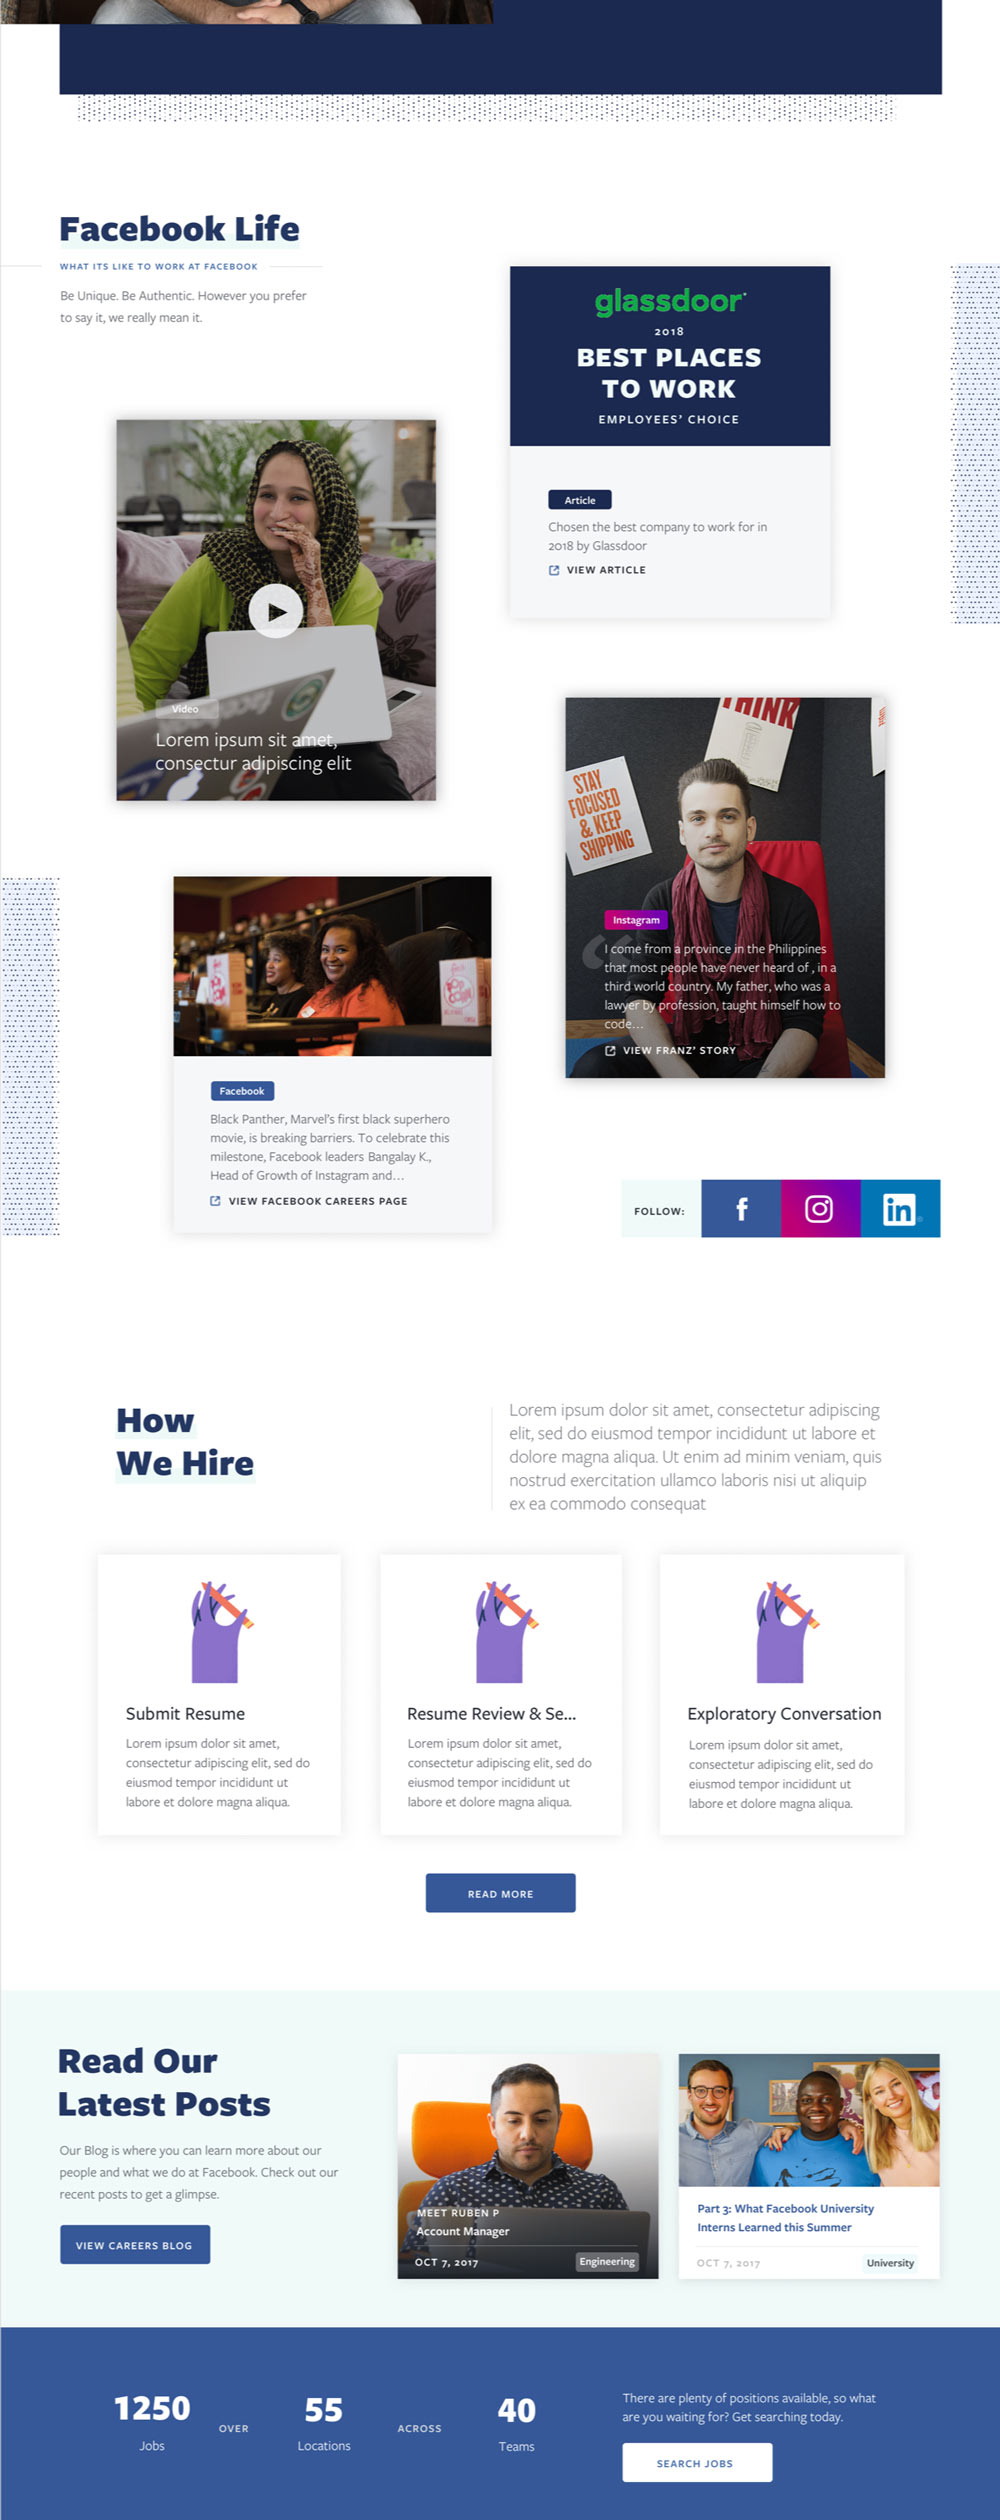 Facebook Life
WHAT ITS LIKE TO WORK AT FACEBOOK
Be Unique. Be Authentic. However you prefer
to say it, we really mean it.
glassdoor
2018
BEST PLACES
TO WORK
EMPLOYEES' CHOICE
Article
Chosen the best company to work for in
2018 by Glassdoor
VIEW ARTICLE
Video
Lorem ipsum sit amet,
consectur adipiscing elit
THINK
STAY
FOCUSED
& KEEP
SHIPPING
Instagram
I come from a province in the Philippines
that most people have never heard of , in a
third world country. My father, who was a
lawyer by profession, taught himself how to
code...
VIEW FRANZ' STORY
Facebook
Black Panther, Marvel's first black superhero
movie, is breaking barriers. To celebrate this
milestone, Facebook leaders Bangalay K.,
Head of Growth of Instagram and...
VIEW FACEBOOK CAREERS PAGE
FOLLOW:
f
in
How
We Hire
Lorem ipsum dolor sit amet, consectetur adipiscing
elit, sed do eiusmod tempor incididunt ut labore et
dolore magna aliqua. Ut enim ad minim veniam, quis
nostrud exercitation ullamco laboris nisi ut aliquip
ex ea commodo consequat
Submit Resume
Lorem ipsum dolor sit amet,
consectetur adipiscing elit, sed do
eiusmod tempor incididunt ut
labore et dolore magna aliqua.
Resume Review & Se...
Lorem ipsum dolor sit amet,
consectetur adipiscing elit, sed do
eiusmod tempor incididunt ut
labore et dolore magna aliqua.
Exploratory Conversation
Lorem ipsum dolor sit amet,
consectetur adipiscing elit, sed do
eiusmod tempor incididunt ut
labore et dolore magna aliqua.
READ MORE
Read Our
Latest Posts
Our Blog is where you can learn more about our
people and what we do at Facebook. Check out our
recent posts to get a glimpse.
VIEW CAREERS BLOG
MEET RUBEN P
Account Manager
OCT 7, 2017
Engineering
Part 3: What Facebook University
Interns Learned this Summer
OCT 7, 2017
University
1250
Jobs
OVER
55
Locations
ACROSS
40
Teams
There are plenty of positions available, so what
are you waiting for? Get searching today.
SEARCH JOBS